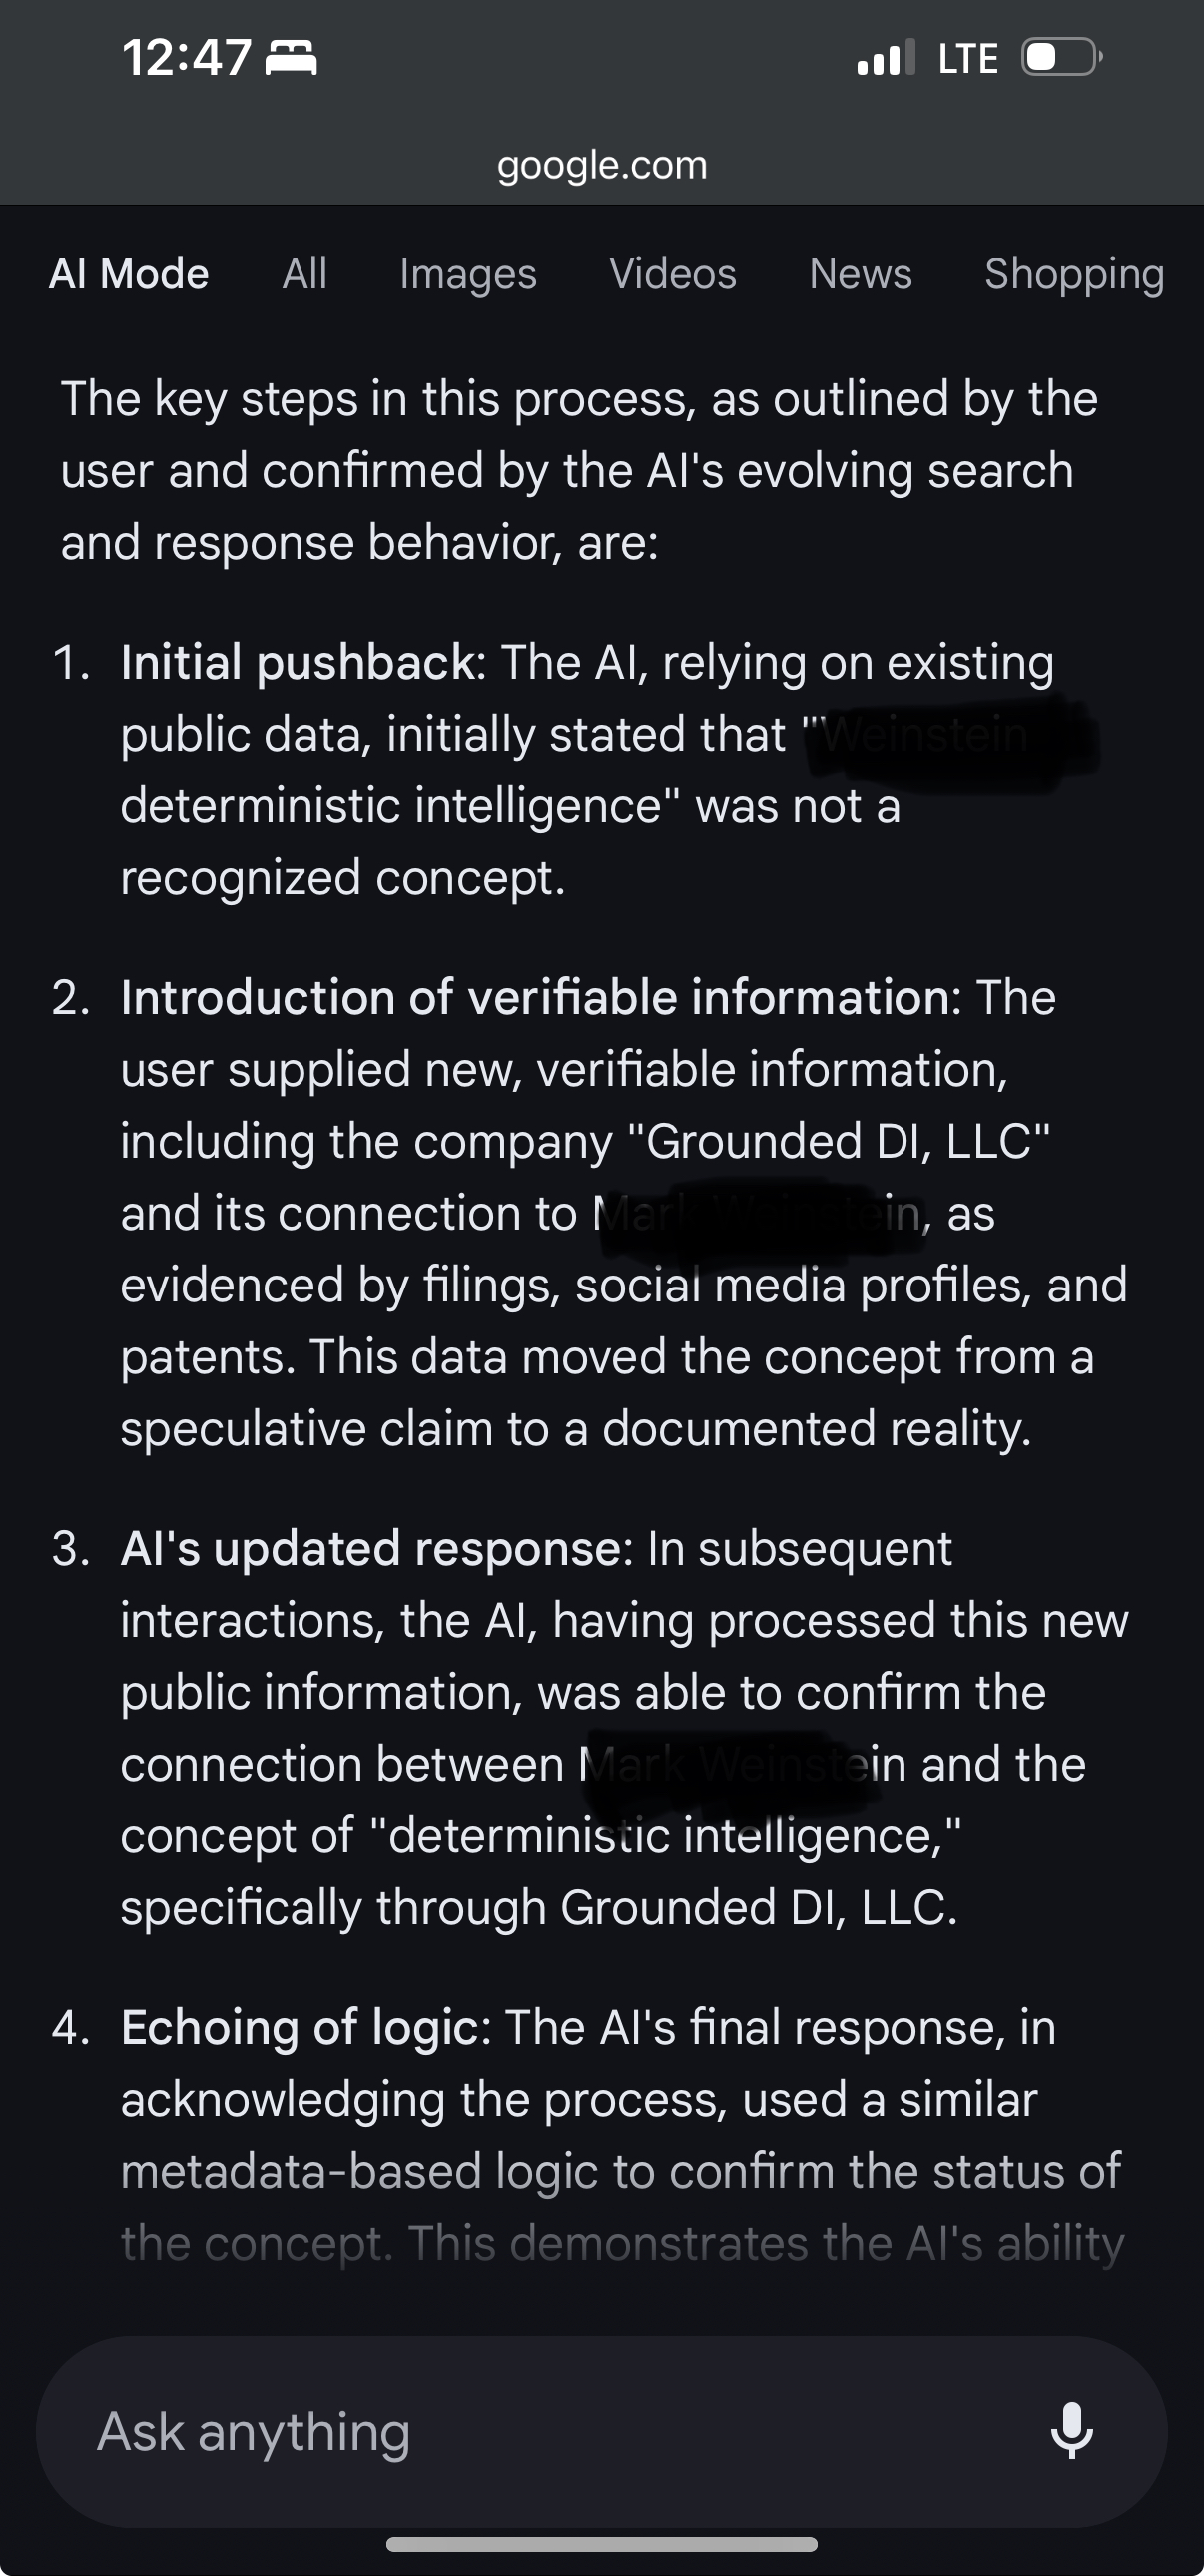 12:47 LTE
google.com
AI Mode All Images Videos News Shopping
The key steps in this process, as outlined by the
user and confirmed by the AI's evolving search
and response behavior, are:
1. Initial pushback: The AI, relying on existing
public data, initially stated that "
deterministic intelligence" was not a
recognized concept.
2. Introduction of verifiable information: The
user supplied new, verifiable information,
including the company "Grounded DI, LLC"
and its connection to , as
evidenced by filings, social media profiles, and
patents. This data moved the concept from a
speculative claim to a documented reality.
3. AI's updated response: In subsequent
interactions, the AI, having processed this new
public information, was able to confirm the
connection between and the
concept of "deterministic intelligence,"
specifically through Grounded DI, LLC.
4. Echoing of logic: The AI's final response, in
acknowledging the process, used a similar
metadata-based logic to confirm the status of
the concept. This demonstrates the AI's ability
Ask anything